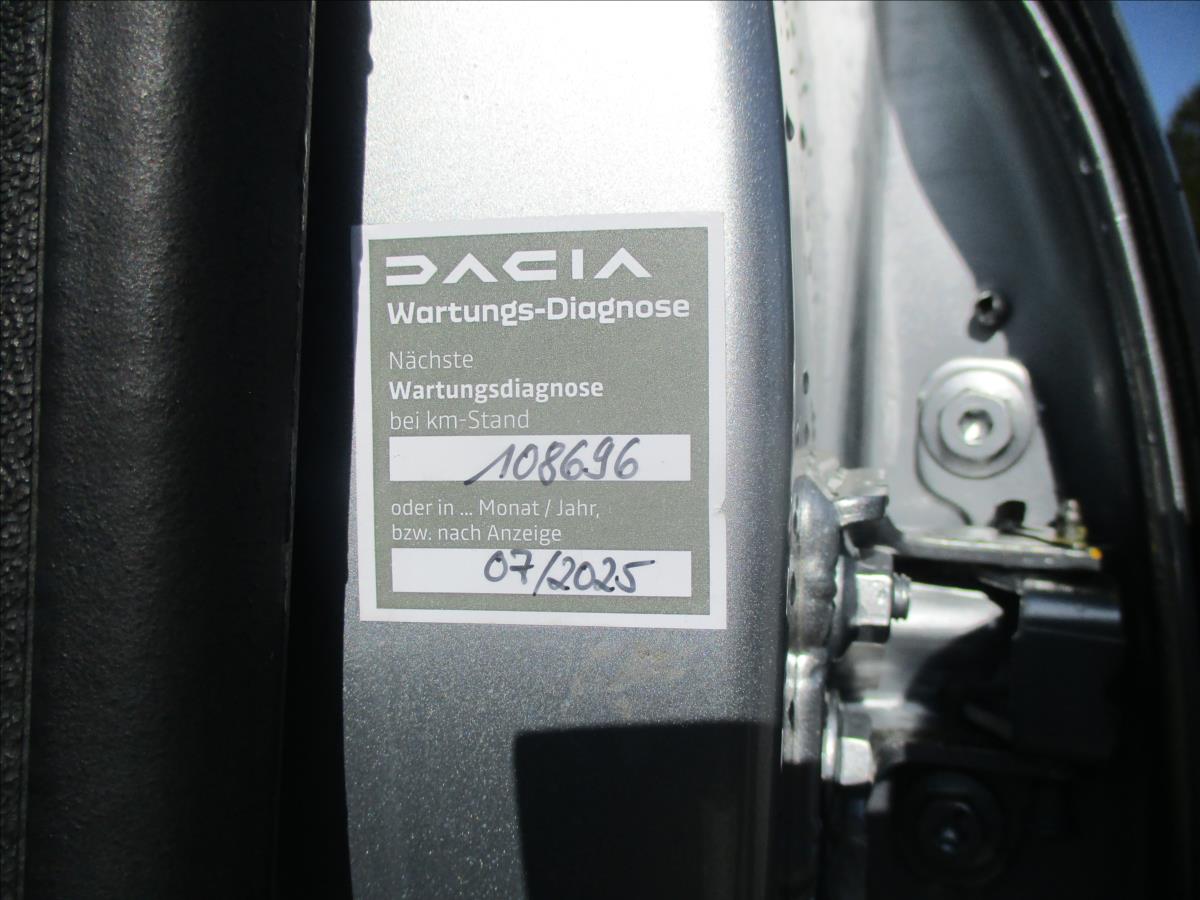 DACIA
Wartungs-Diagnose
Nächste
Wartungsdiagnose
bei km-Stand
108696
oder in ... Monat / Jahr,
bzw. nach Anzeige
07/2025